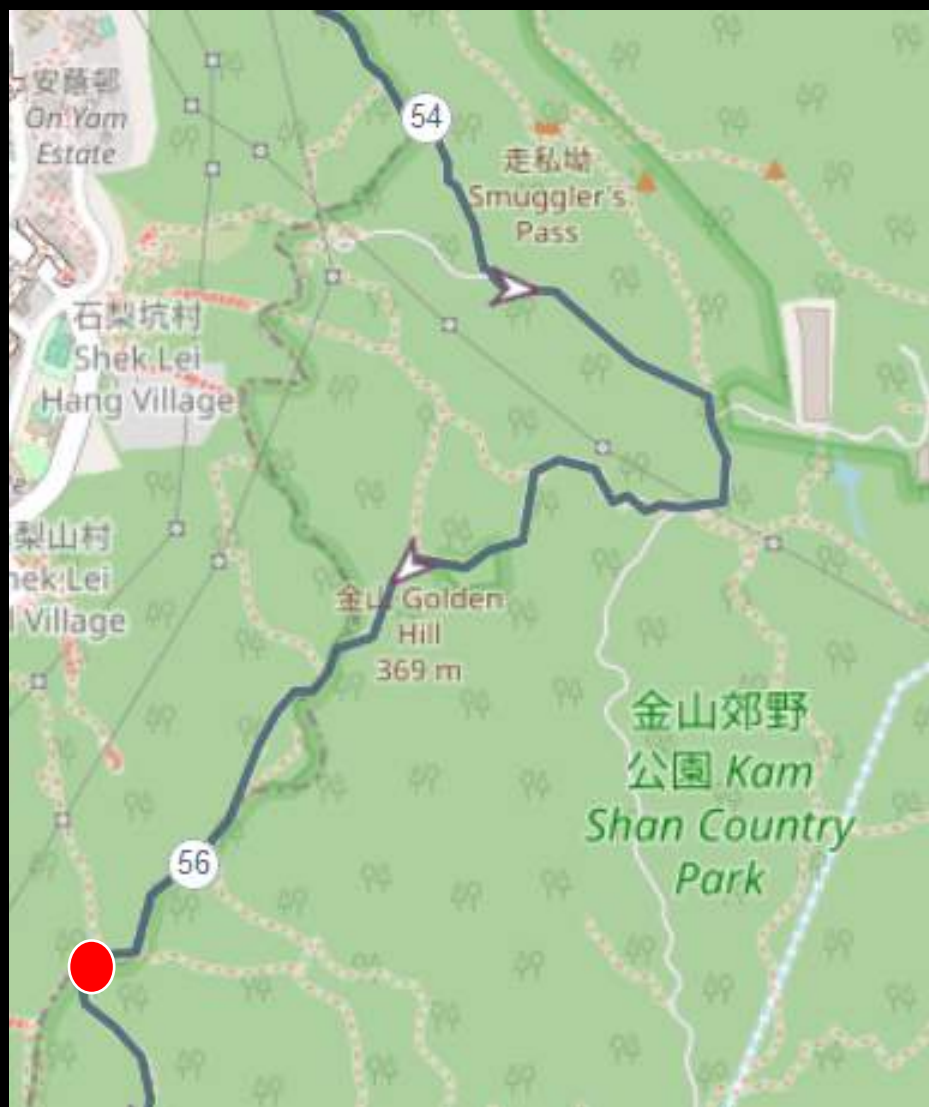 安蔭邨
On Yam
Estate
54
走私坳
Smuggler's
Pass
石梨坑村
Shek Lei
Hang Village
梨山村
Lei
Village
金山 Golden
Hill
369 m
金山郊野
公園 Kam
Shan Country
Park
56